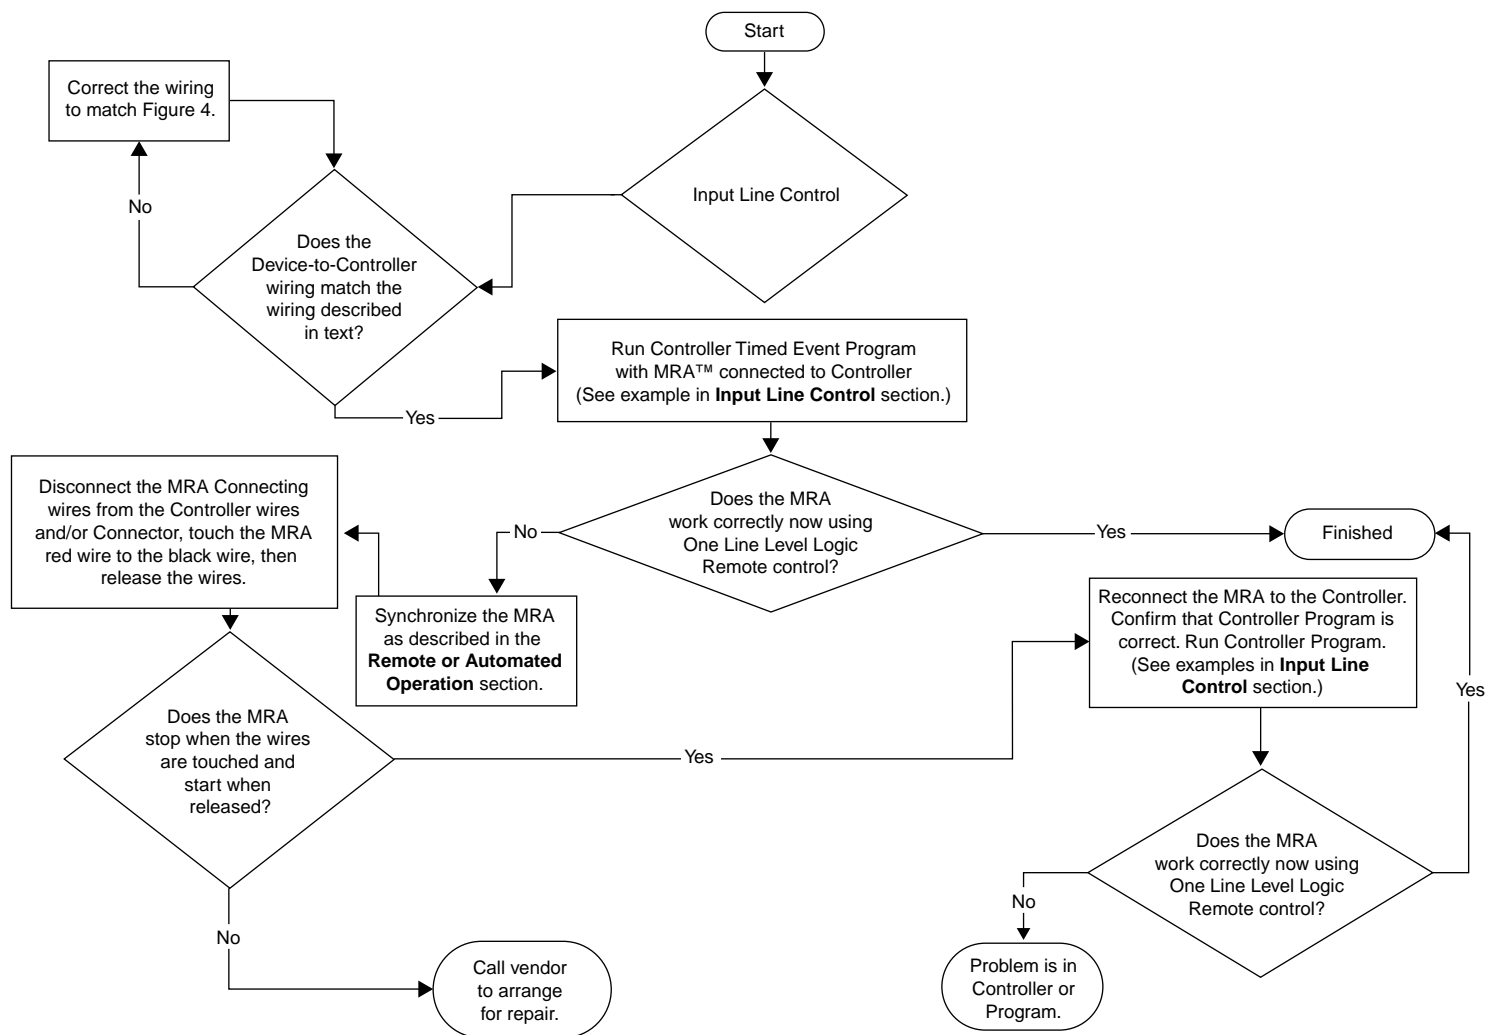 Start
Correct the wiring
to match Figure 4.
Input Line Control
No
Does the
Device-to-Controller
wiring match the
wiring described
in text?
Yes
Run Controller Timed Event Program
with MRA™ connected to Controller
(See example in Input Line Control section.)
Disconnect the MRA Connecting
wires from the Controller wires
and/or Connector, touch the MRA
red wire to the black wire, then
release the wires.
No
Does the MRA
work correctly now using
One Line Level Logic
Remote control?
Yes
Finished
Synchronize the MRA
as described in the
Remote or Automated
Operation section.
Reconnect the MRA to the Controller.
Confirm that Controller Program is
correct. Run Controller Program.
(See examples in Input Line
Control section.)
Yes
Does the MRA
stop when the wires
are touched and
start when
released?
Yes
Does the MRA
work correctly now using
One Line Level Logic
Remote control?
No
No
Call vendor
to arrange
for repair.
Problem is in
Controller or
Program.